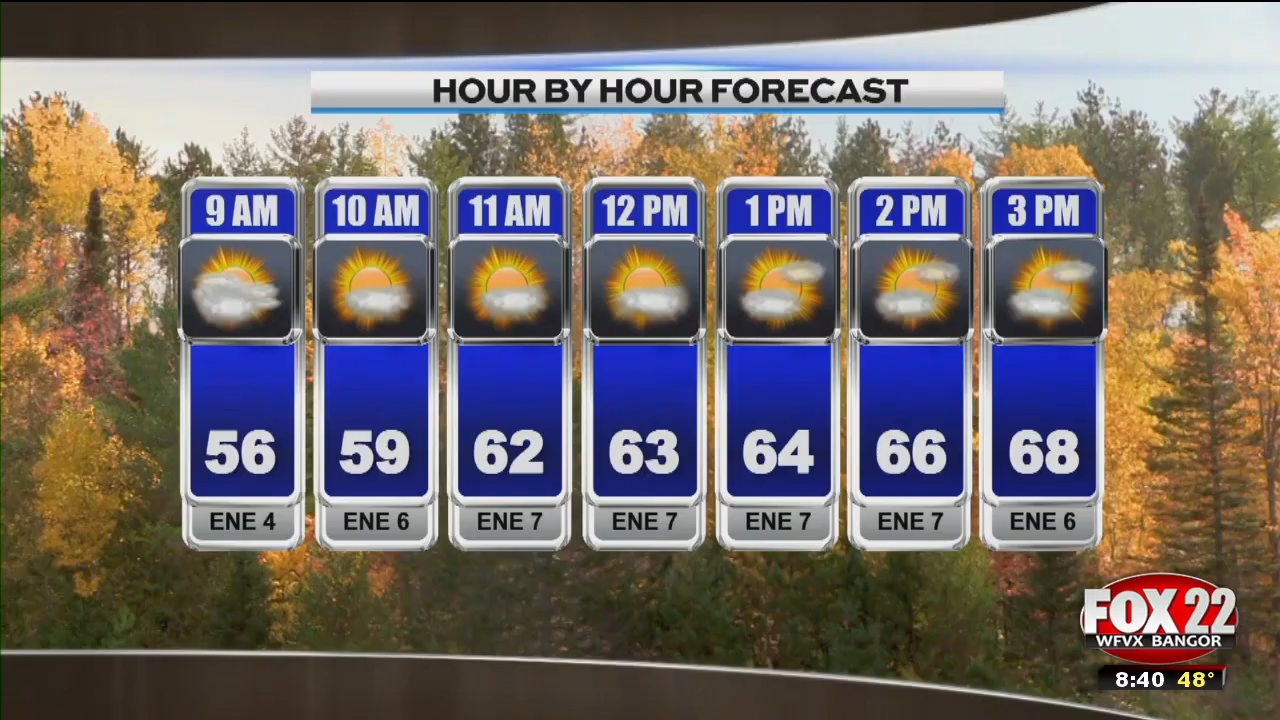 HOUR BY HOUR FORECAST
9 AM 10 AM 11 AM 12 PM 1 PM 2 PM 3 PM
56 59 62 63 64 66 68
ENE 4 ENE 6 ENE 7 ENE 7 ENE 7 ENE 7 ENE 6
FOX 22
WFVX BANGOR
8:40 48°